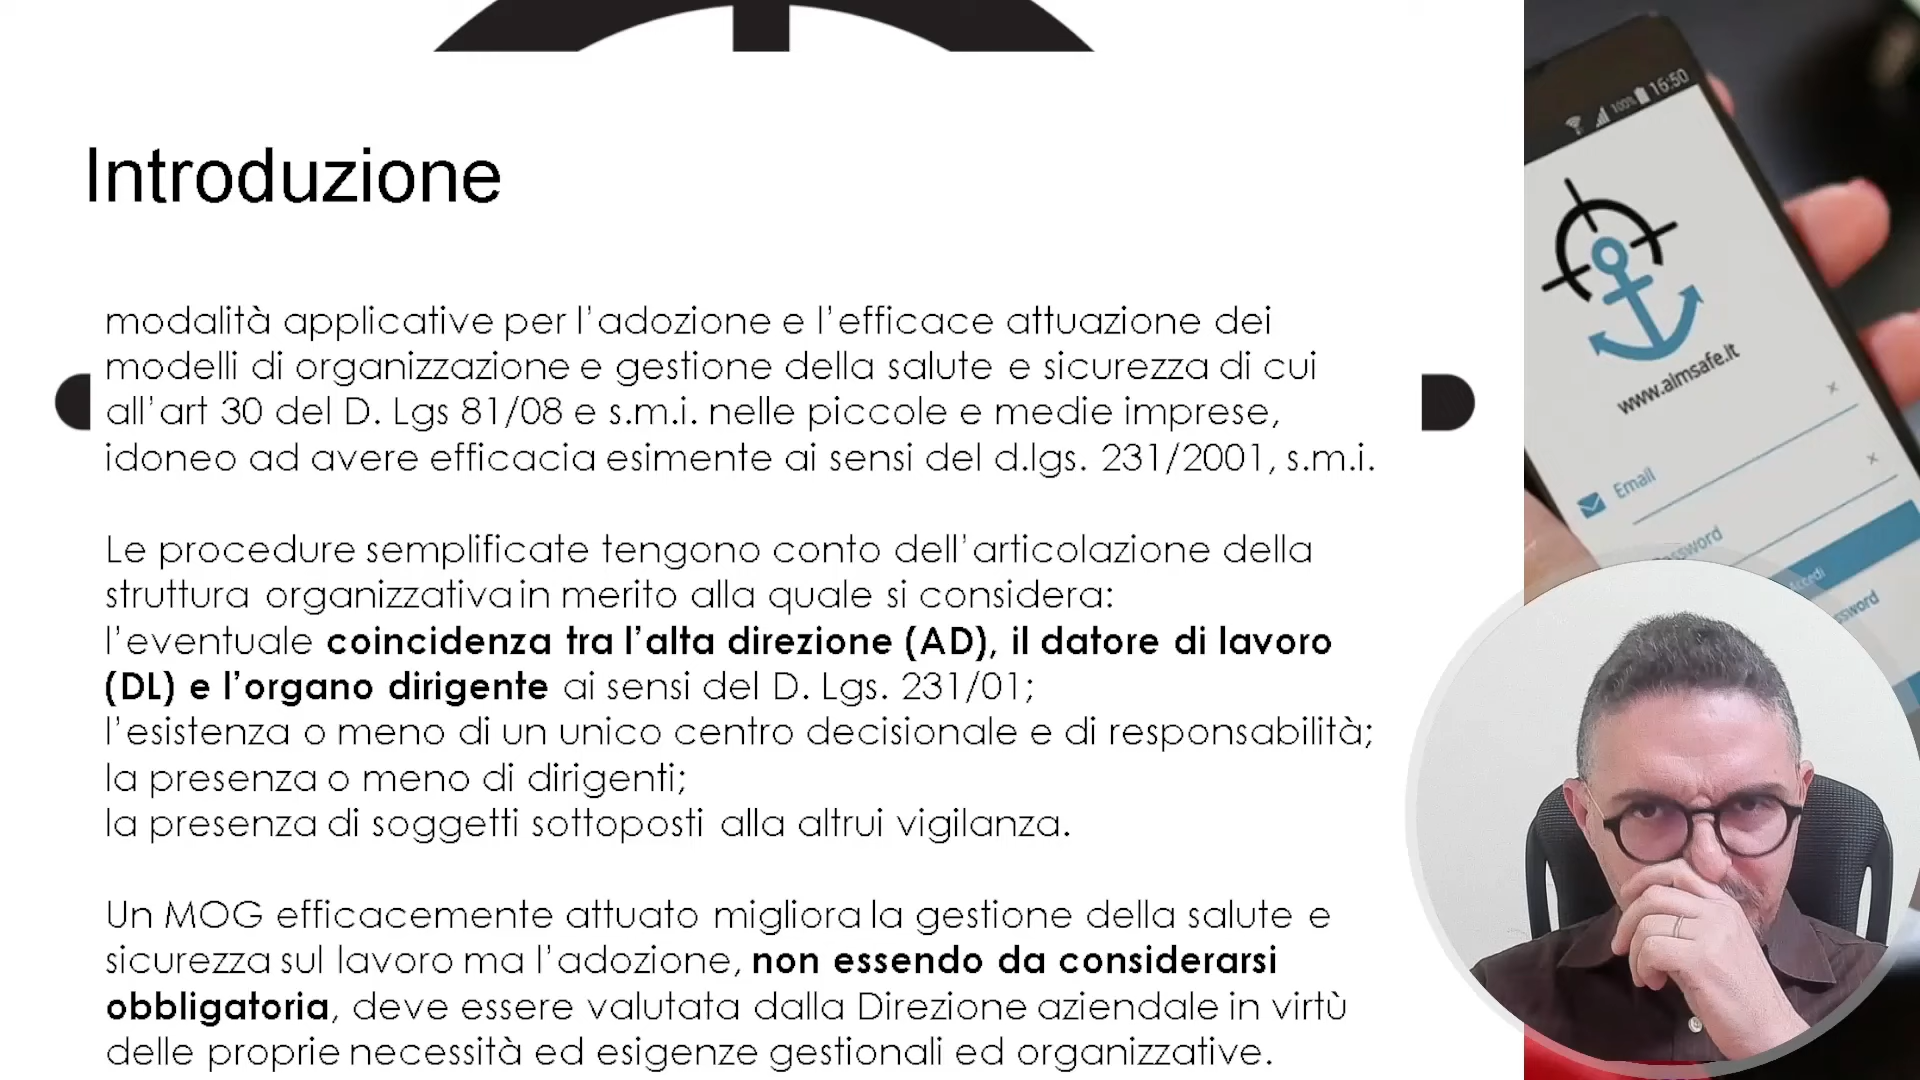 Introduzione
modalità applicative per l'adozione e l'efficace attuazione dei
modelli di organizzazione e gestione della salute e sicurezza di cui
all'art 30 del D. Lgs 81/08 e s.m.i. nelle piccole e medie imprese,
idoneo ad avere efficacia esimente ai sensi del d.lgs. 231/2001, s.m.i.
Le procedure semplificate tengono conto dell'articolazione della
struttura organizzativa in merito alla quale si considera:
l'eventuale coincidenza tra l'alta direzione (AD), il datore di lavoro
(DL) e l'organo dirigente ai sensi del D. Lgs. 231/01;
l'esistenza o meno di un unico centro decisionale e di responsabilità;
la presenza o meno di dirigenti;
la presenza di soggetti sottoposti alla altrui vigilanza.
Un MOG efficacemente attuato migliora la gestione della salute e
sicurezza sul lavoro ma l'adozione, non essendo da considerarsi
obbligatoria, deve essere valutata dalla Direzione aziendale in virtù
delle proprie necessità ed esigenze gestionali ed organizzative.
100% 16:50
www.aimsafe.it
Email